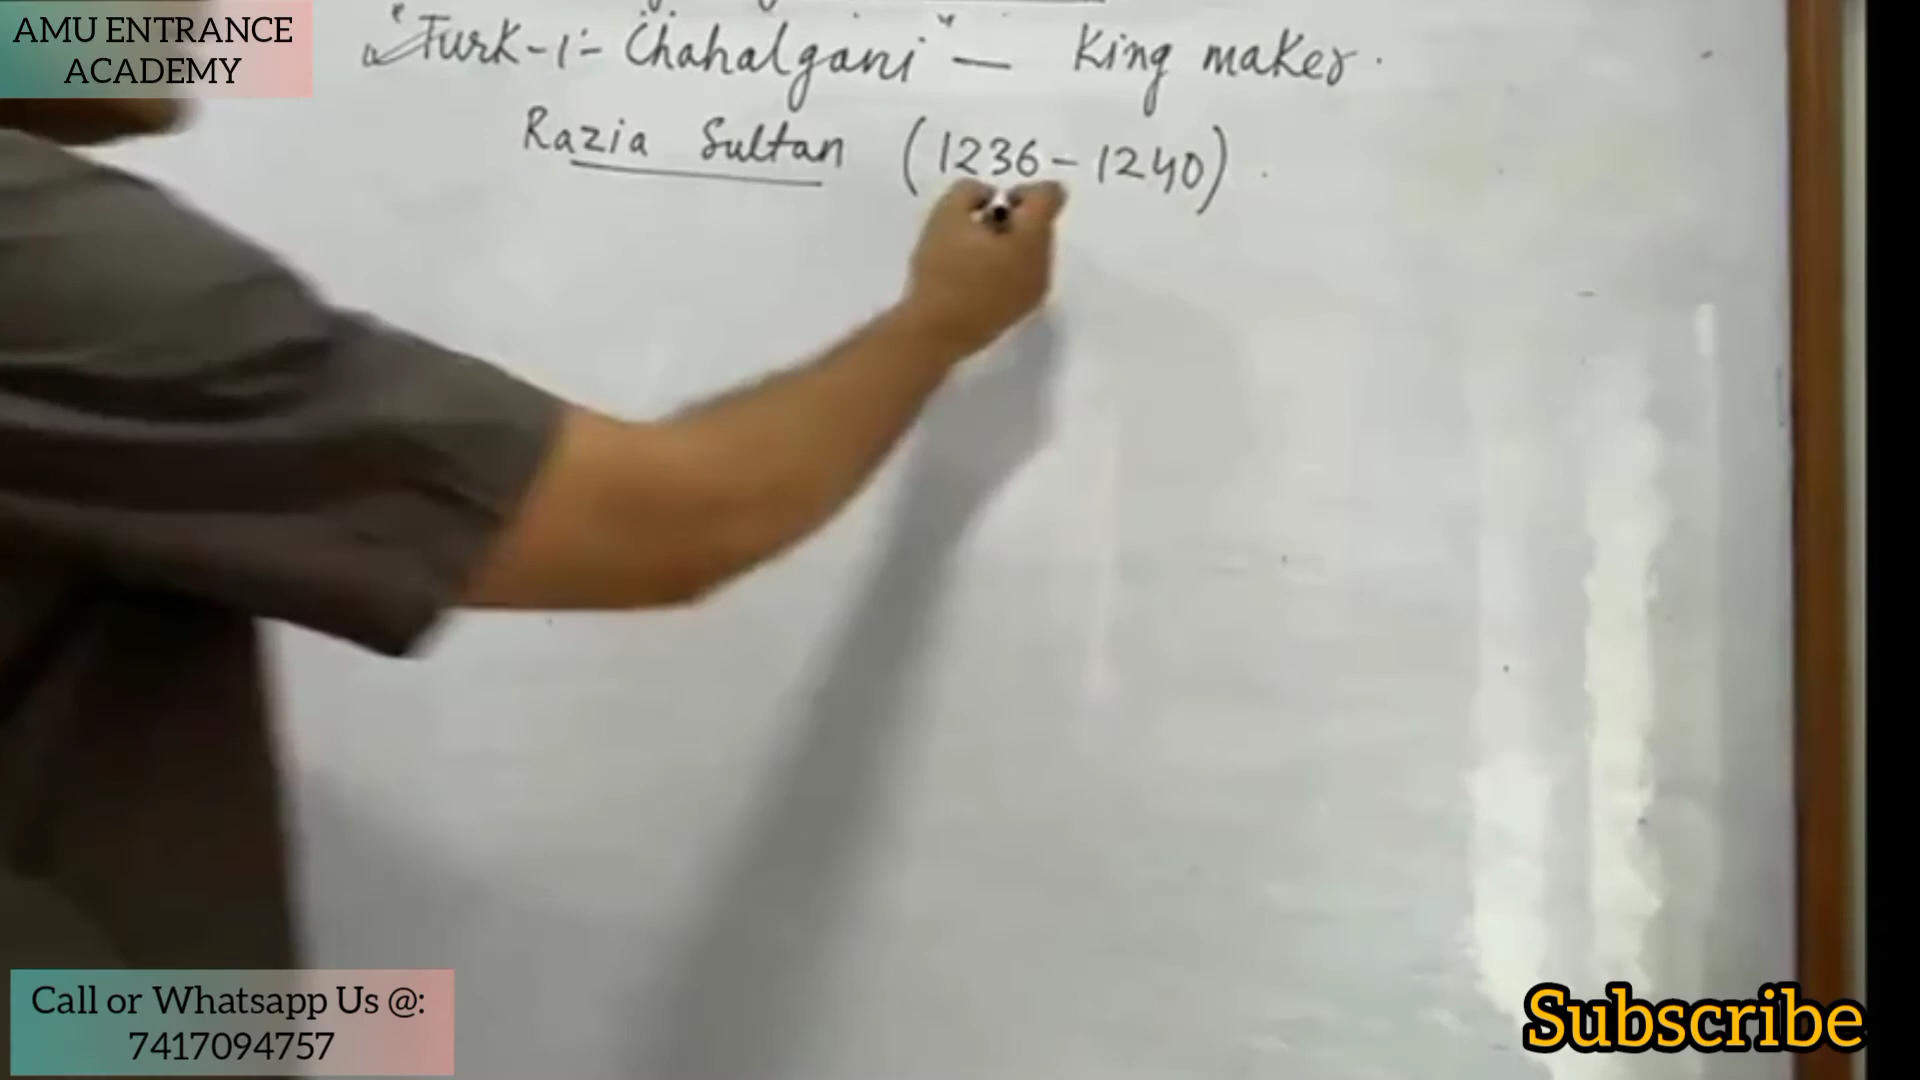 AMU ENTRANCE
ACADEMY
"Turk-i- Chahalgani" — King maker.
Razia Sultan (1236-1240).
Call or Whatsapp Us @:
7417094757
Subscribe